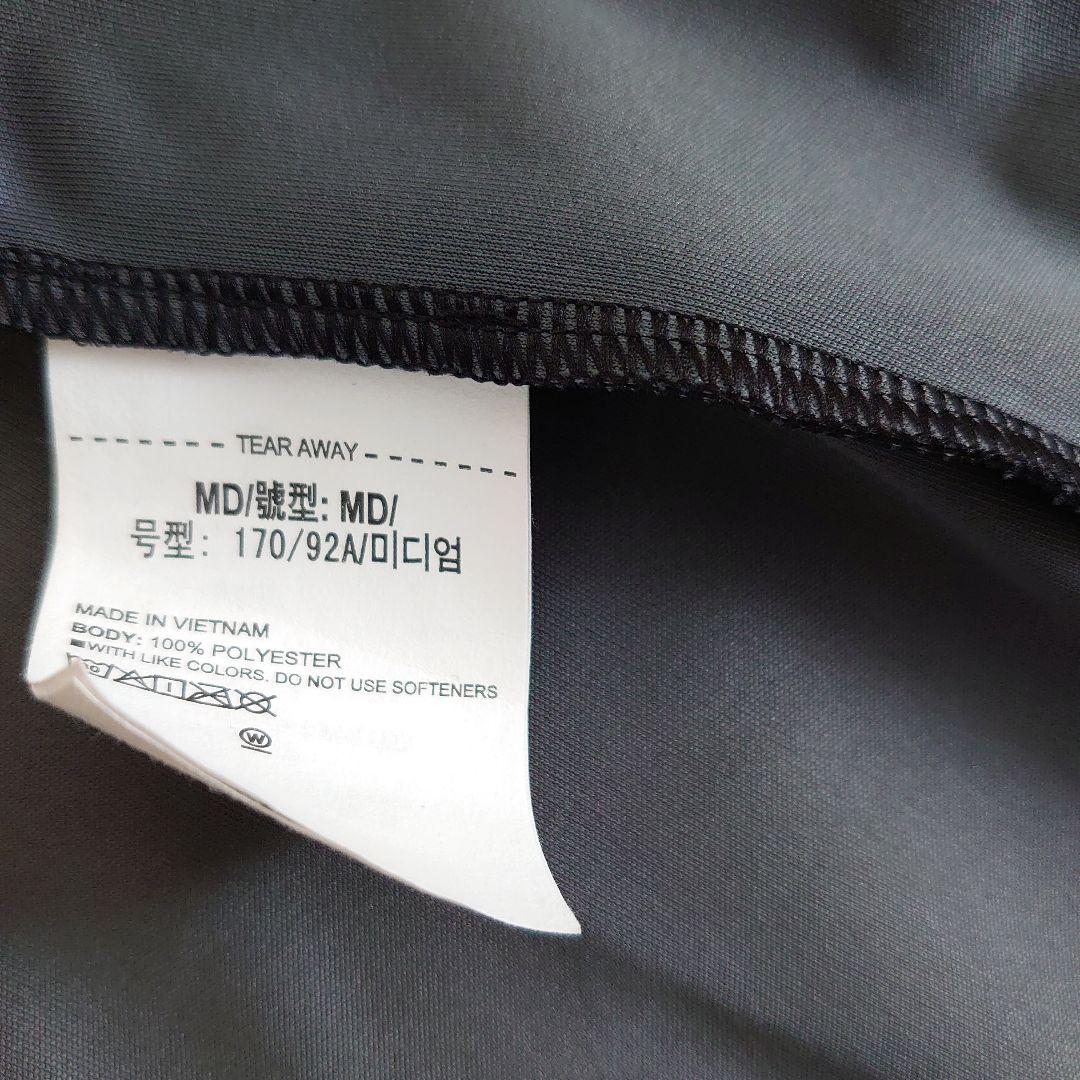 TEAR AWAY
MD/號型: MD/
号型: 170/92A/미디엄
MADE IN VIETNAM
BODY: 100% POLYESTER
WITH LIKE COLORS. DO NOT USE SOFTENERS
W